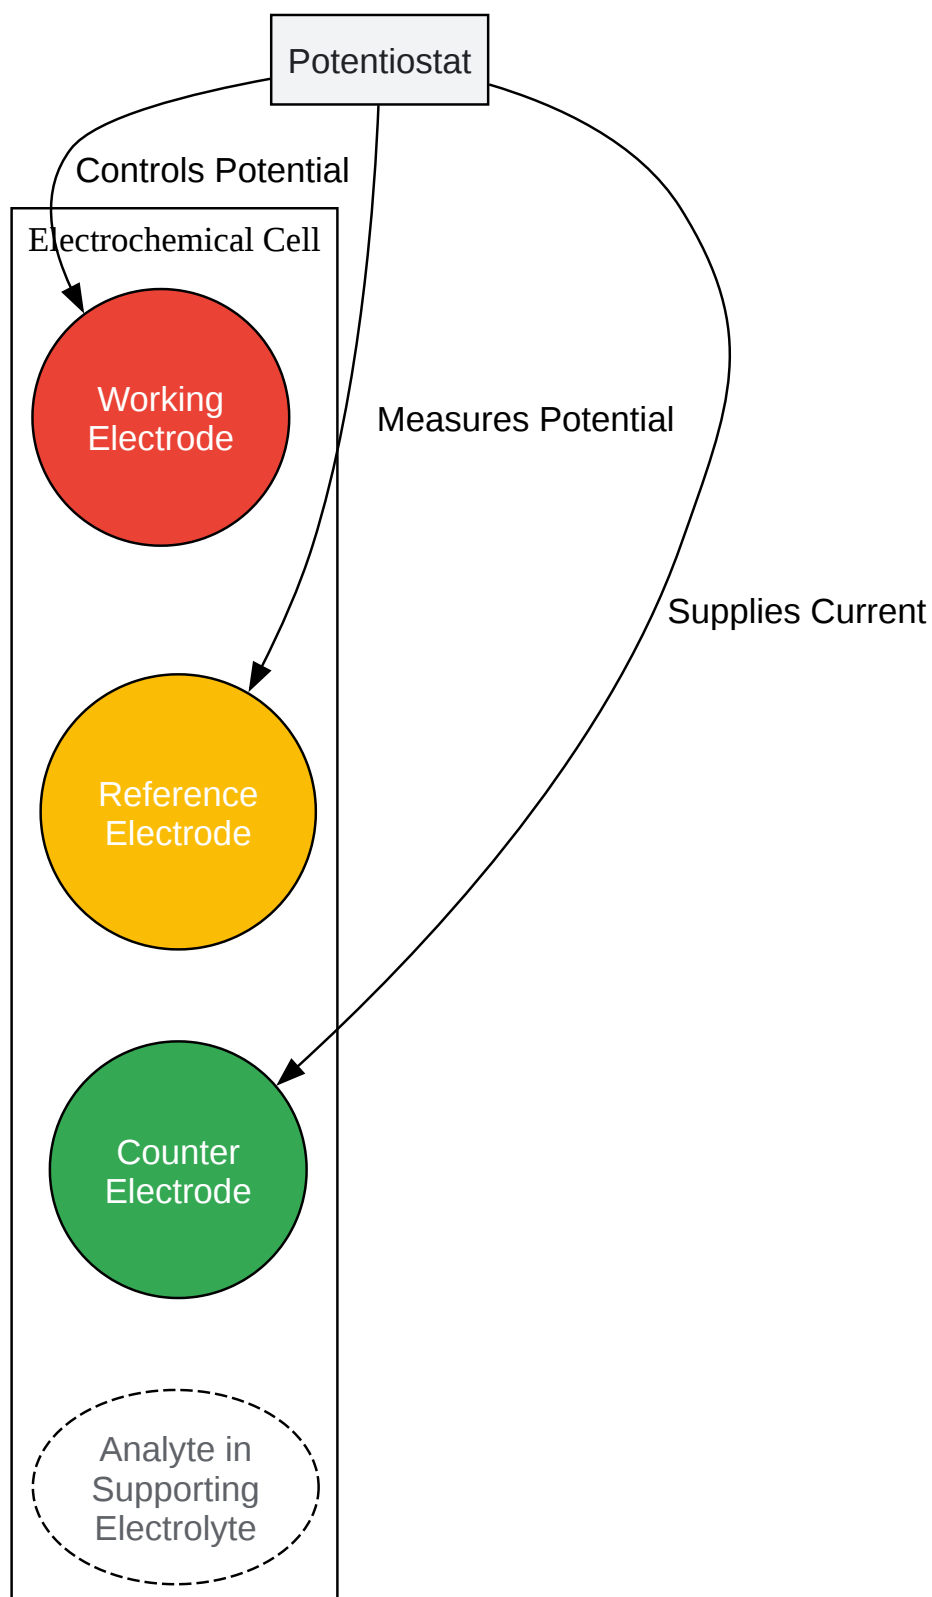 Potentiostat
Controls Potential
Electrochemical Cell
Working
Electrode
Measures Potential
Supplies Current
Reference
Electrode
Counter
Electrode
Analyte in
Supporting
Electrolyte